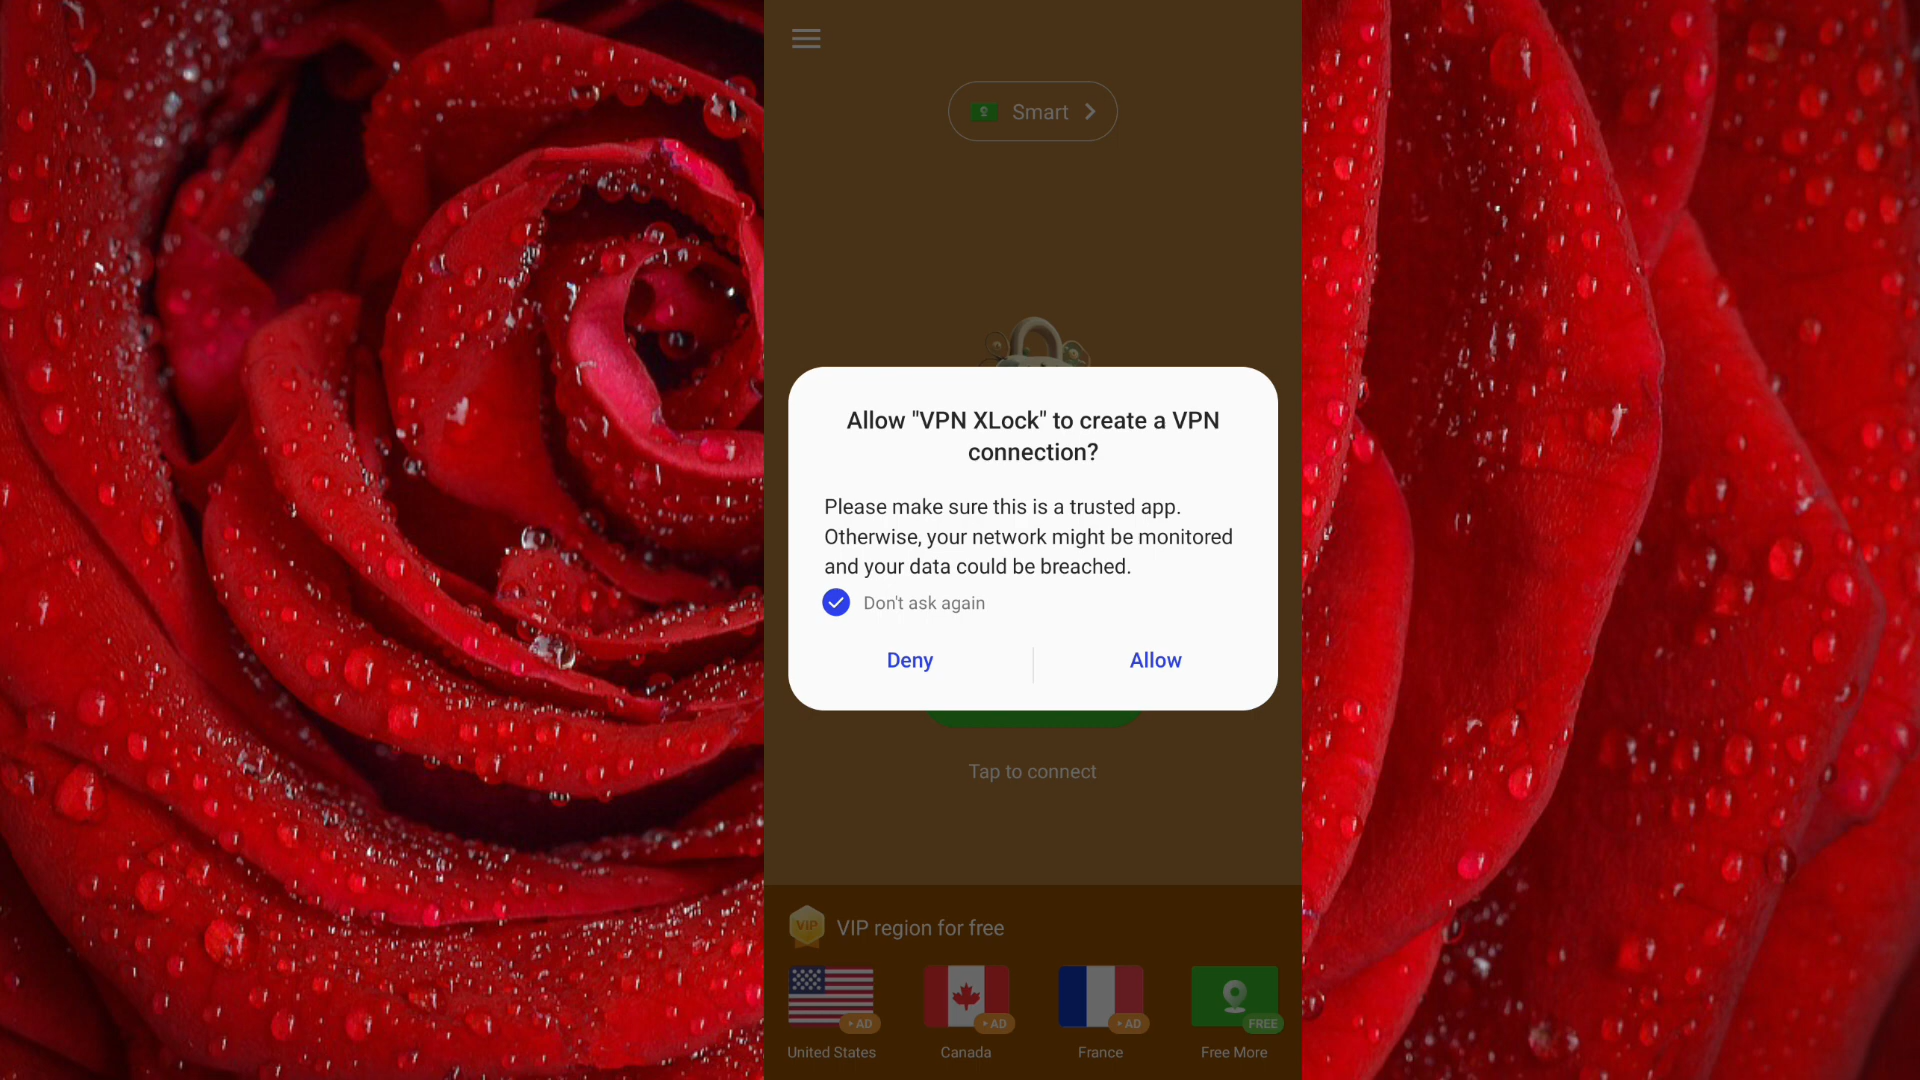 Smart
Allow "VPN XLock" to create a VPN
connection?
Please make sure this is a trusted app.
Otherwise, your network might be monitored
and your data could be breached.
Don't ask again
Deny
Allow
Tap to connect
VIP
VIP region for free
AD
AD
AD
FREE
United States
Canada
France
Free More